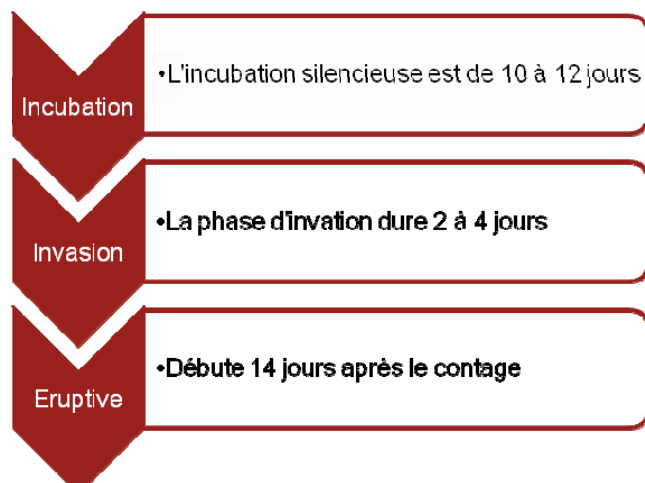 Incubation
•L'incubation silencieuse est de 10 à 12 jours
Invasion
•La phase d'invation dure 2 à 4 jours
Eruptive
•Débute 14 jours après le contage